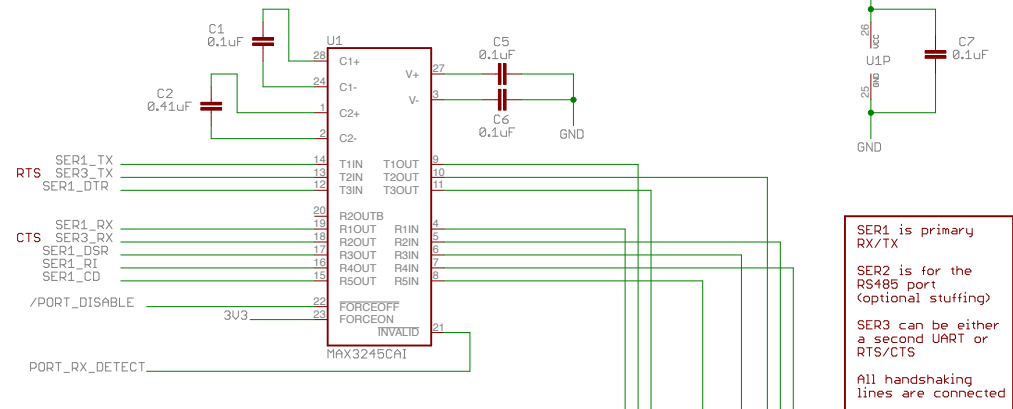 C1
0.1uF
U1
28
C1+
24
C1-
C2
0.41uF
1
C2+
2
C2-
C5
0.1uF
V+
27
V-
3
C6
0.1uF
GND
26
VCC
U1P
GND
25
C7
0.1uF
GND
SER1_TX
14
T1IN
T1OUT
9
RTS
SER3_TX
13
T2IN
T2OUT
10
SER1_DTR
12
T3IN
T3OUT
11
20
R2OUTB
SER1_RX
19
R1OUT
R1IN
4
CTS
SER3_RX
18
R2OUT
R2IN
5
SER1_DSR
17
R3OUT
R3IN
6
SER1_RI
16
R4OUT
R4IN
7
SER1_CD
15
R5OUT
R5IN
8
/PORT_DISABLE
22
FORCEOFF
3V3
23
FORCEON
INVALID
21
MAX3245CAI
PORT_RX_DETECT
SER1 is primary
RX/TX
SER2 is for the
RS485 port
(optional stuffing)
SER3 can be either
a second UART or
RTS/CTS
All handshaking
lines are connected